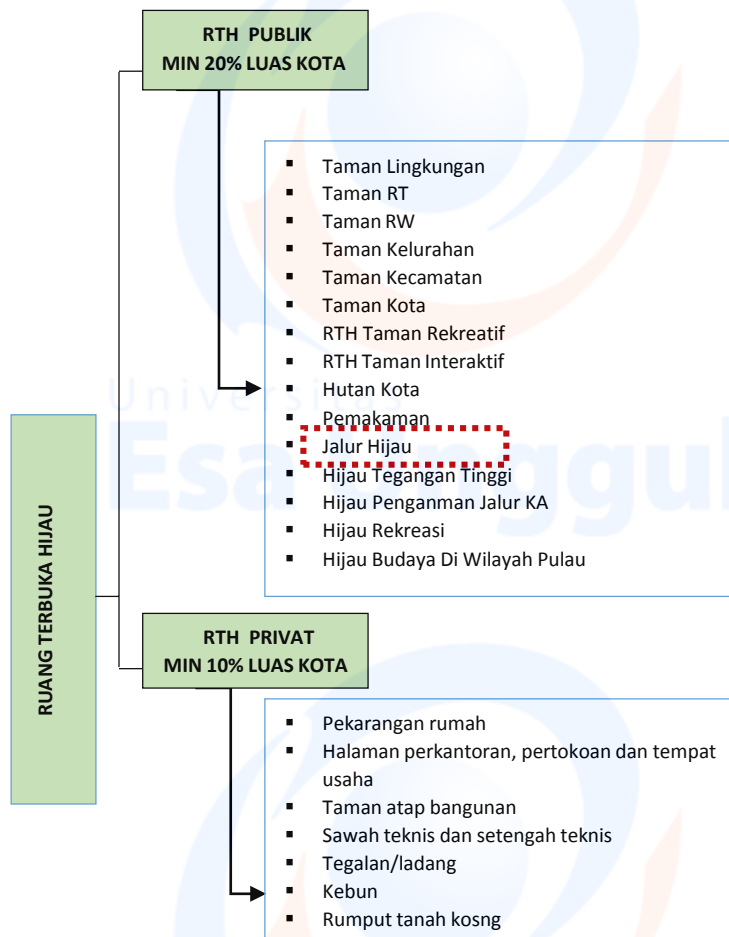 RTH PUBLIK
MIN 20% LUAS KOTA
Taman Lingkungan
Taman RT
Taman RW
Taman Kelurahan
Taman Kecamatan
Taman Kota
RTH Taman Rekreatif
RTH Taman Interaktif
Hutan Kota
Pemakaman
Jalur Hijau
Hijau Tegangan Tinggi
Hijau Penganman Jalur KA
Hijau Rekreasi
Hijau Budaya Di Wilayah Pulau
Universitas
Esa Unggul
RUANG TERBUKA HIJAU
RTH PRIVAT
MIN 10% LUAS KOTA
Pekarangan rumah
Halaman perkantoran, pertokoan dan tempat
usaha
Taman atap bangunan
Sawah teknis dan setengah teknis
Tegalan/ladang
Kebun
Rumput tanah kosng